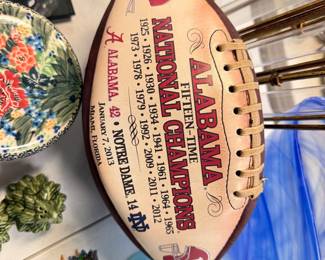 ALABAMA
FIFTEEN-TIME
NATIONAL CHAMPIONS
1925 • 1926 • 1930 • 1934 • 1941 • 1961 • 1964 • 1965
1973 • 1978 • 1979 • 1992 • 2009 • 2011 • 2012
A ALABAMA 42 • NOTRE DAME 14 ND
JANUARY 7, 2013
MIAMI, FLORIDA